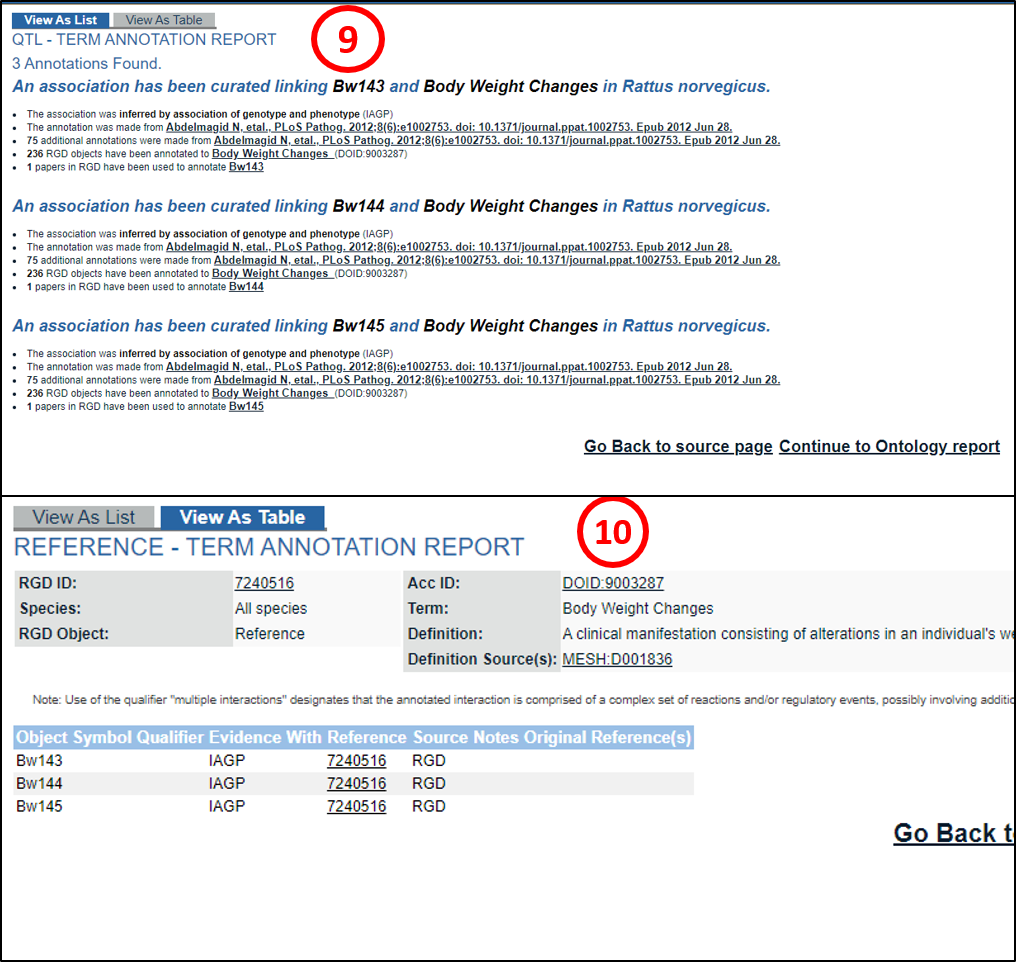 View As List View As Table
QTL - TERM ANNOTATION REPORT
9
3 Annotations Found.
An association has been curated linking Bw143 and Body Weight Changes in Rattus norvegicus.
• The association was inferred by association of genotype and phenotype (IAGP)
• The annotation was made from Abdelmagid N, etal., PLoS Pathog. 2012;8(6):e1002753. doi: 10.1371/journal.ppat.1002753. Epub 2012 Jun 28.
• 75 additional annotations were made from Abdelmagid N, etal., PLoS Pathog. 2012;8(6):e1002753. doi: 10.1371/journal.ppat.1002753. Epub 2012 Jun 28.
• 236 RGD objects have been annotated to Body Weight Changes (DOID:9003287)
• 1 papers in RGD have been used to annotate Bw143
An association has been curated linking Bw144 and Body Weight Changes in Rattus norvegicus.
• The association was inferred by association of genotype and phenotype (IAGP)
• The annotation was made from Abdelmagid N, etal., PLoS Pathog. 2012;8(6):e1002753. doi: 10.1371/journal.ppat.1002753. Epub 2012 Jun 28.
• 75 additional annotations were made from Abdelmagid N, etal., PLoS Pathog. 2012;8(6):e1002753. doi: 10.1371/journal.ppat.1002753. Epub 2012 Jun 28.
• 236 RGD objects have been annotated to Body Weight Changes (DOID:9003287)
• 1 papers in RGD have been used to annotate Bw144
An association has been curated linking Bw145 and Body Weight Changes in Rattus norvegicus.
• The association was inferred by association of genotype and phenotype (IAGP)
• The annotation was made from Abdelmagid N, etal., PLoS Pathog. 2012;8(6):e1002753. doi: 10.1371/journal.ppat.1002753. Epub 2012 Jun 28.
• 75 additional annotations were made from Abdelmagid N, etal., PLoS Pathog. 2012;8(6):e1002753. doi: 10.1371/journal.ppat.1002753. Epub 2012 Jun 28.
• 236 RGD objects have been annotated to Body Weight Changes (DOID:9003287)
• 1 papers in RGD have been used to annotate Bw145
Go Back to source page Continue to Ontology report
View As List View As Table
10
REFERENCE - TERM ANNOTATION REPORT
RGD ID: 7240516 Acc ID: DOID:9003287
Species: All species Term: Body Weight Changes
RGD Object: Reference Definition: A clinical manifestation consisting of alterations in an individual's we
Definition Source(s): MESH:D001836
Note: Use of the qualifier "multiple interactions" designates that the annotated interaction is comprised of a complex set of reactions and/or regulatory events, possibly involving additio
Object Symbol Qualifier Evidence With Reference Source Notes Original Reference(s)
Bw143 IAGP 7240516 RGD
Bw144 IAGP 7240516 RGD
Bw145 IAGP 7240516 RGD
Go Back to